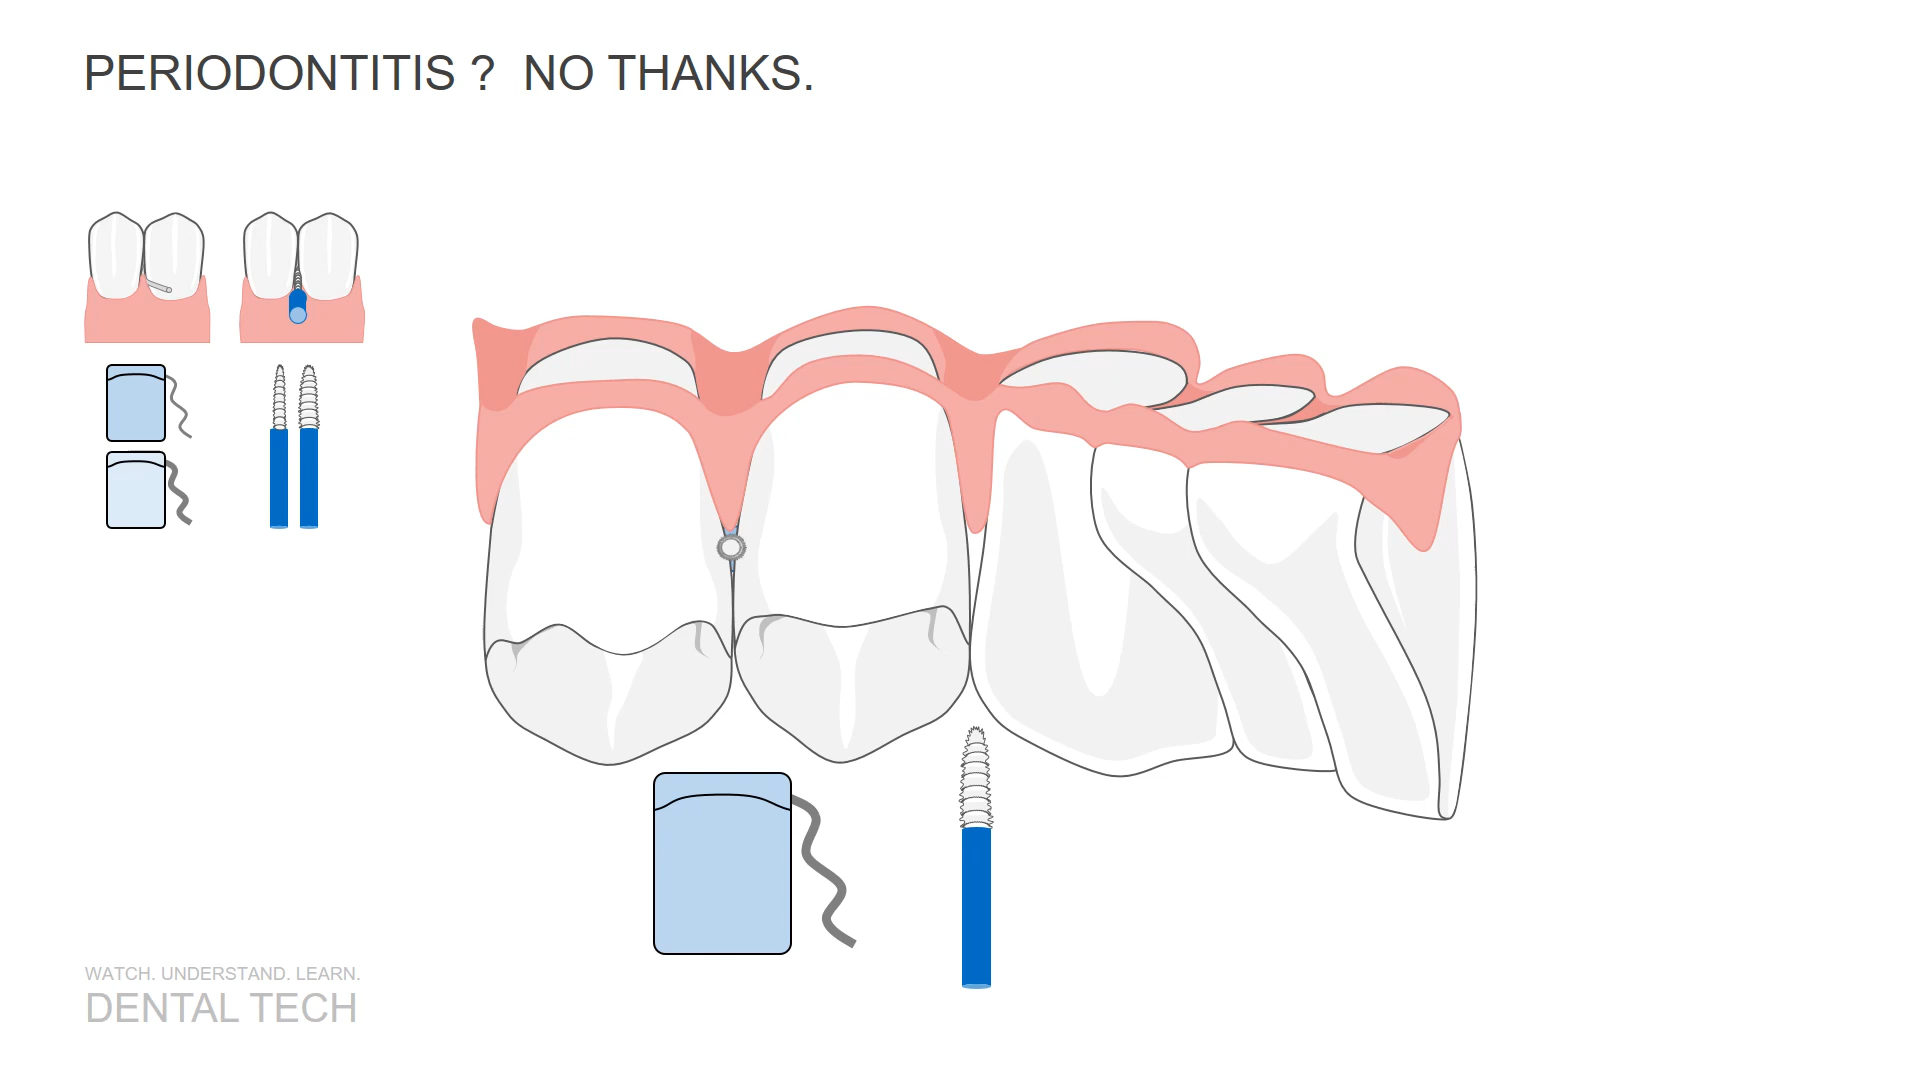 PERIODONTITIS ?  NO THANKS.
WATCH. UNDERSTAND. LEARN.
DENTAL TECH